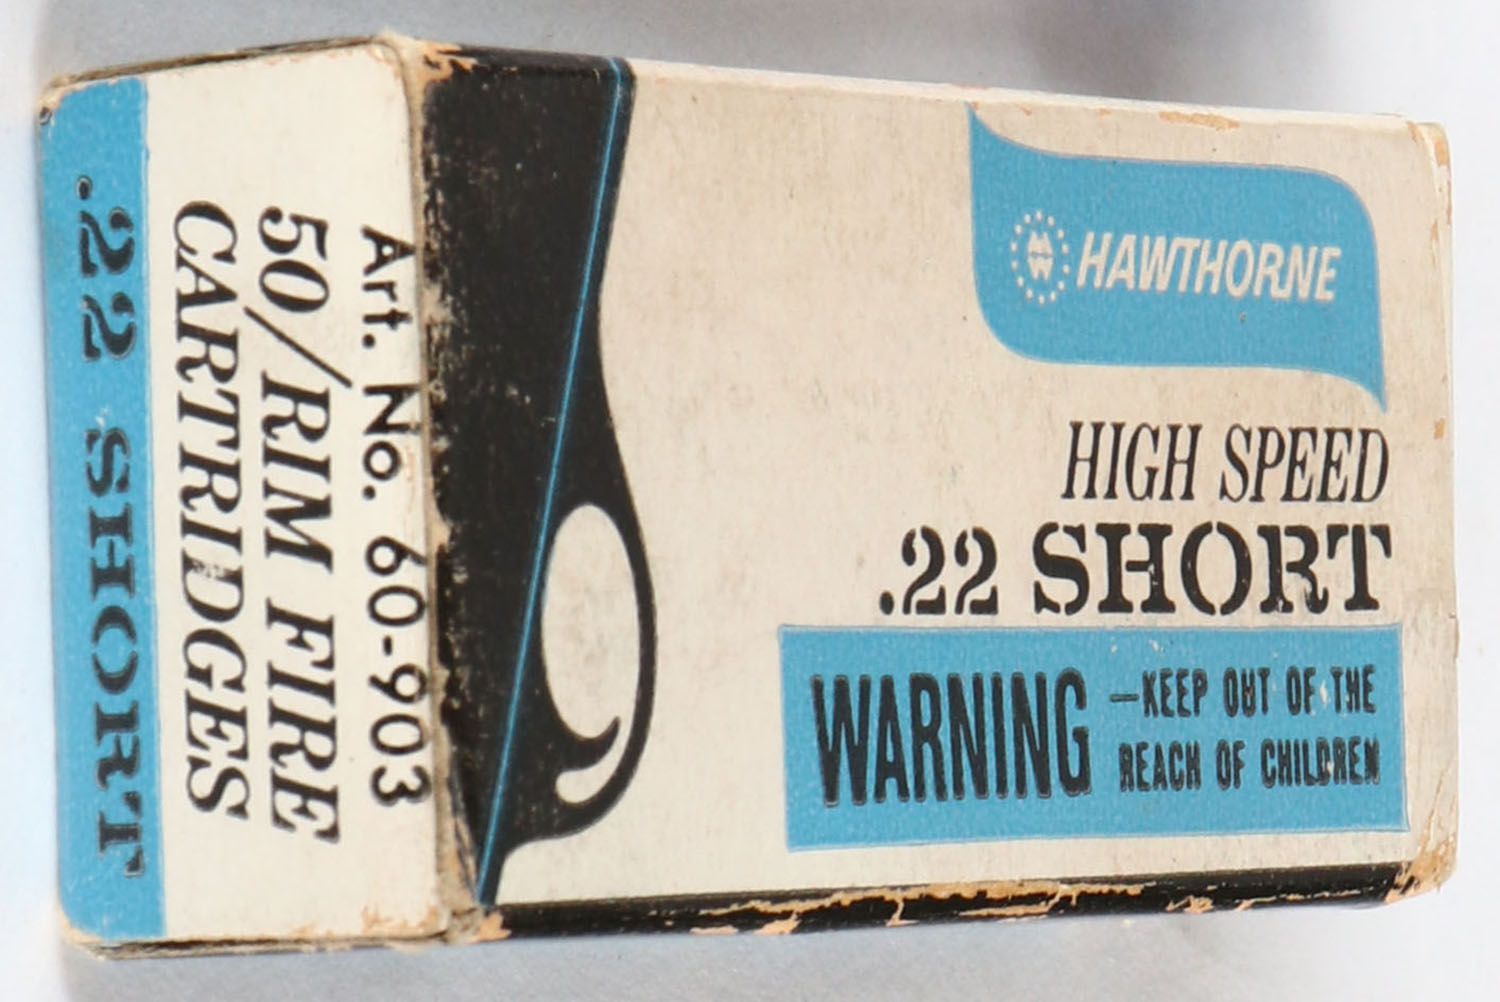 HAWTHORNE
HIGH SPEED
.22 SHORT
WARNING
—KEEP OUT OF THE
REACH OF CHILDREN
Art. No. 60-903
50/RIM FIRE
CARTRIDGES
.22 SHORT